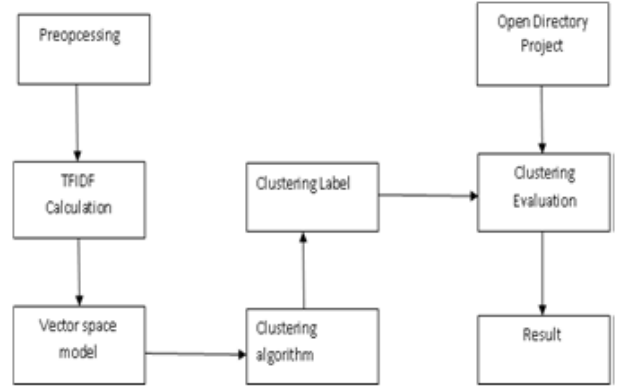 Preopcessing
TFIDF
Calculation
Vector space
model
Clustering
algorithm
Clustering Label
Open Directory
Project
Clustering
Evaluation
Result